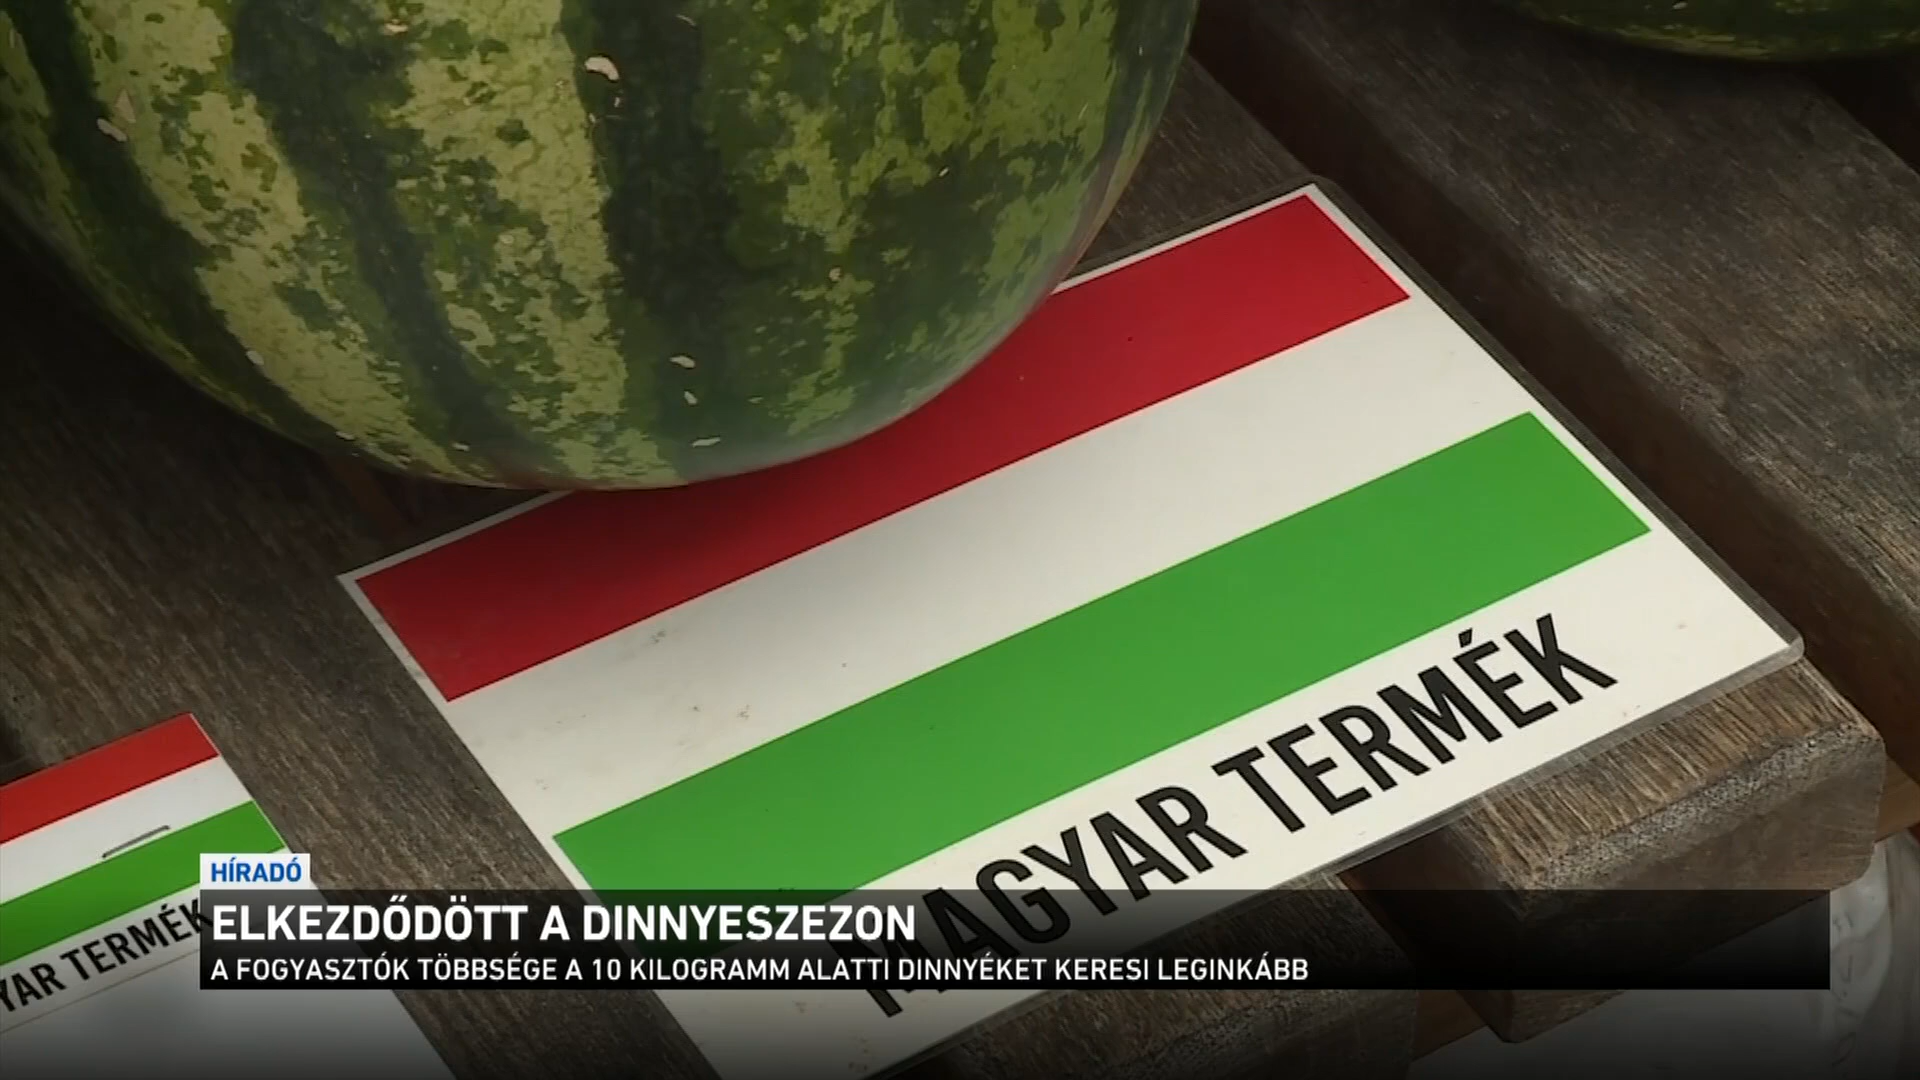 MAGYAR TERMÉK
YAR TERMÉK
HÍRADÓ
ELKEZDŐDÖTT A DINNYESZEZON
A FOGYASZTÓK TÖBBSÉGE A 10 KILOGRAMM ALATTI DINNYÉKET KERESI LEGINKÁBB